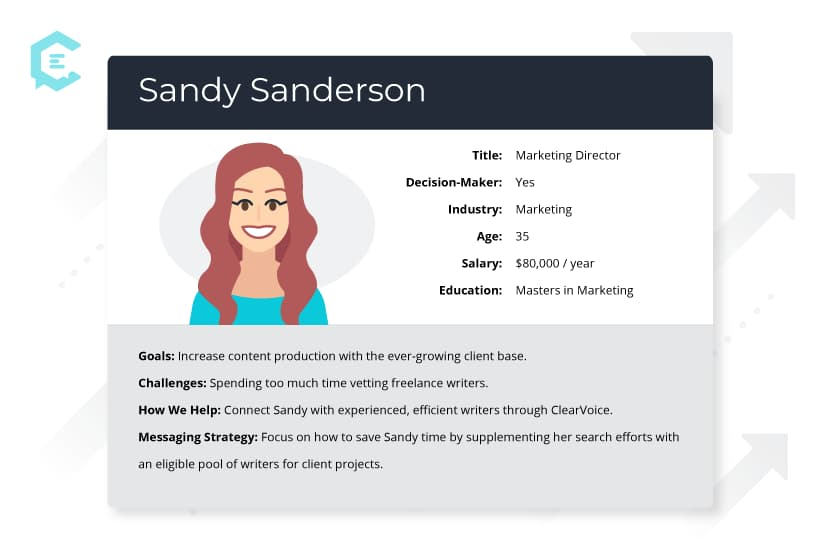 Sandy Sanderson
Title: Marketing Director
Decision-Maker: Yes
Industry: Marketing
Age: 35
Salary: $80,000 / year
Education: Masters in Marketing
Goals: Increase content production with the ever-growing client base.
Challenges: Spending too much time vetting freelance writers.
How We Help: Connect Sandy with experienced, efficient writers through ClearVoice.
Messaging Strategy: Focus on how to save Sandy time by supplementing her search efforts with
an eligible pool of writers for client projects.